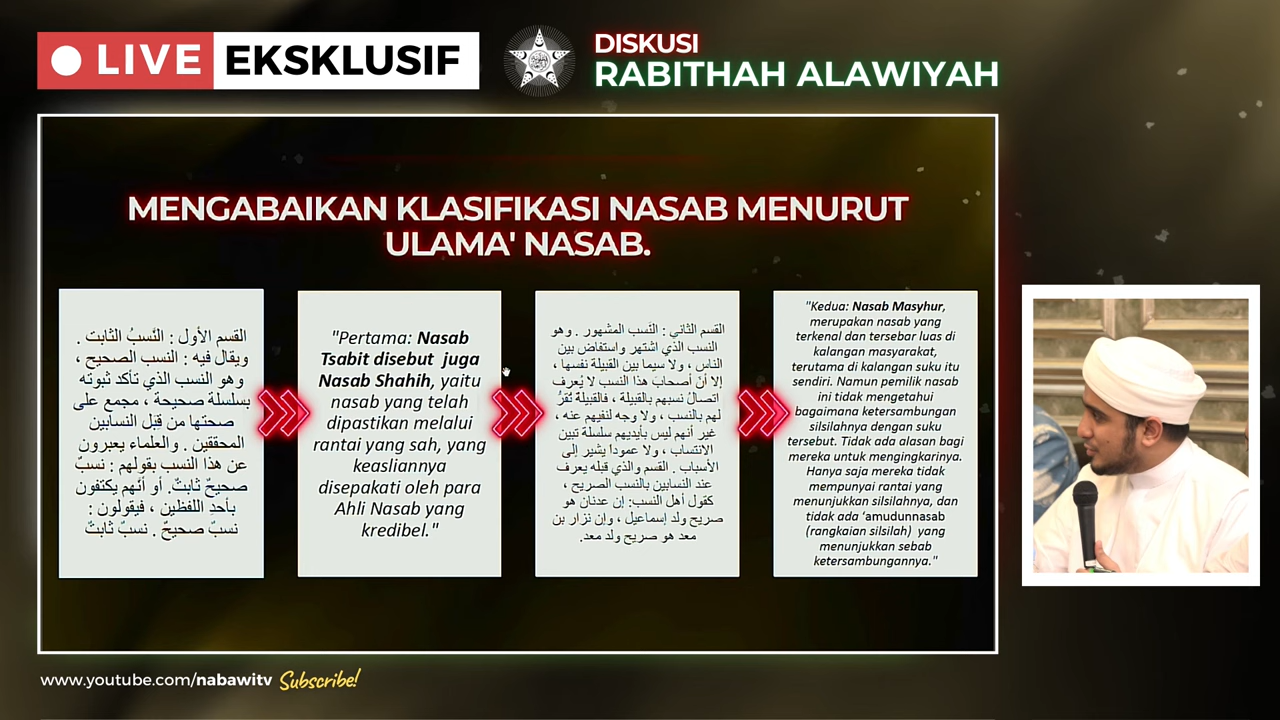 LIVE EKSKLUSIF
DISKUSI
RABITHAH ALAWIYAH
MENGABAIKAN KLASIFIKASI NASAB MENURUT
ULAMA' NASAB.
القسم الأول : النَّسبُ الثابت .
ويقال فيه : النسب الصحيح ،
وهو النسب الذي تأكد ثبوته
بسلسلة صحيحة ، مجمع على
صحتها من قبل النسابين
المحققين . والعلماء يعبرون
عن هذا النسب بقولهم : نسبٌ
صحيحٌ ثابتٌ. أو أنهم يكتفون
بأحدِ اللفظين ، فيقولون :
نسبٌ صحيحٌ . نسبٌ ثابتٌ
"Pertama: Nasab
Tsabit disebut juga
Nasab Shahih, yaitu
nasab yang telah
dipastikan melalui
rantai yang sah, yang
keasliannya
disepakati oleh para
Ahli Nasab yang
kredibel."
القسم الثاني : النَّسب المشهور . وهو
النسب الذي اشتهر واستفاض بين
الناس ، ولا سيما بين القبيلة نفسها ،
إلا أنّ أصحابَ هذا النسب لا يُعرف
اتصالُ نسبهم بالقبيلة ، فالقبيلة تُقرُّ
لهم بالنسب ، ولا وجه لنفيهم عنه ،
غير أنهم ليس بأيديهم سلسلة تبين
الانتساب ، ولا عموداً يشير إلى
الأسباب . القسم والذي قبله يعرف
عند النسابين بالنسب الصريح ،
كقول أهل النسب: إن عدنان هو
صريح ولد إسماعيل ، وإن نزار بن
معد هو صريح ولد معد.
"Kedua: Nasab Masyhur,
merupakan nasab yang
terkenal dan tersebar luas di
kalangan masyarakat,
terutama di kalangan suku itu
sendiri. Namun pemilik nasab
ini tidak mengetahui
bagaimana ketersambungan
silsilahnya dengan suku
tersebut. Tidak ada alasan bagi
mereka untuk mengingkarinya.
Hanya saja mereka tidak
mempunyai rantai yang
menunjukkan silsilahnya, dan
tidak ada 'amudunnasab
(rangkaian silsilah) yang
menunjukkan sebab
ketersambungannya."
www.youtube.com/nabawitv Subscribe!